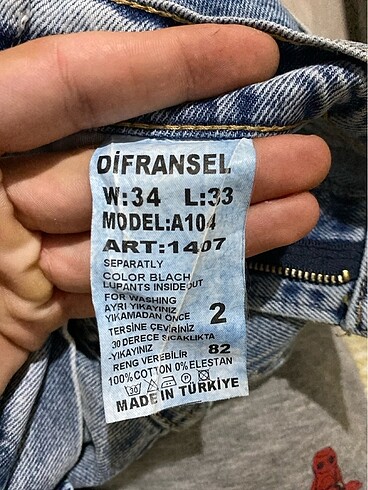 DİFRANSEL
W:34 L:33
MODEL:A104
ART:1407
SEPARATLY
COLOR BLACH
LUPANTS INSIDEOUT
FOR WASHING
AYRI YIKAYINIZ
YIKAMADAN ÖNCE 2
TERSİNE ÇEVİRİNİZ
30 DERECE SICAKLIKTA
-YIKAYINIZ
RENG VEREBİLİR 82
100%COTTON 0%ELESTAN
30 P
MADE IN TÜRKİYE